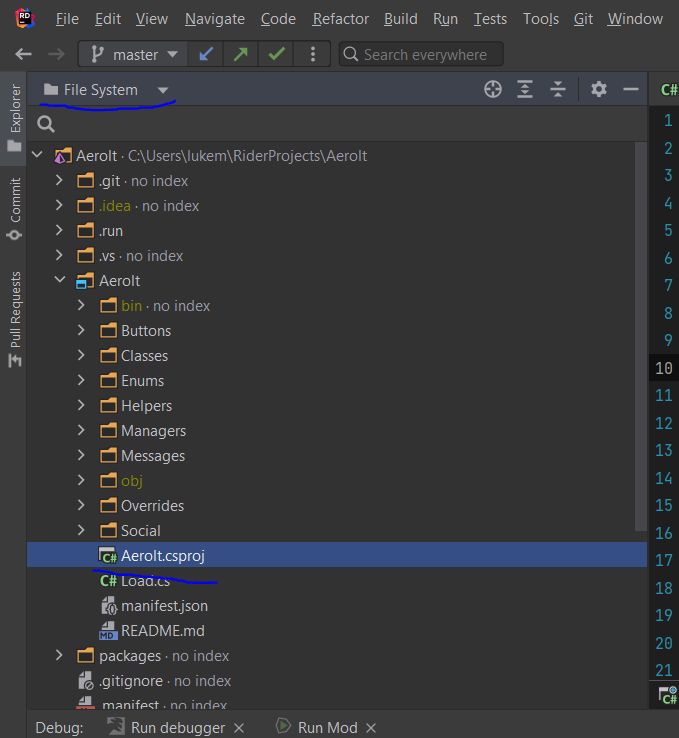 RD File Edit View Navigate Code Refactor Build Run Tests Tools Git Window
master Search everywhere
Explorer
Commit
Pull Requests
File System
AeroIt · C:\Users\lukem\RiderProjects\AeroIt
.git · no index
.idea · no index
.run
.vs · no index
AeroIt
bin · no index
Buttons
Classes
Enums
Helpers
Managers
Messages
obj
Overrides
Social
C# AeroIt.csproj
C# Load.cs
manifest.json
MD README.md
packages · no index
.gitignore · no index
.manifest · no index
C#
1
2
3
4
5
6
7
8
9
10
11
12
13
14
15
16
17
18
19
20
21
C#
Debug: Run debugger Run Mod